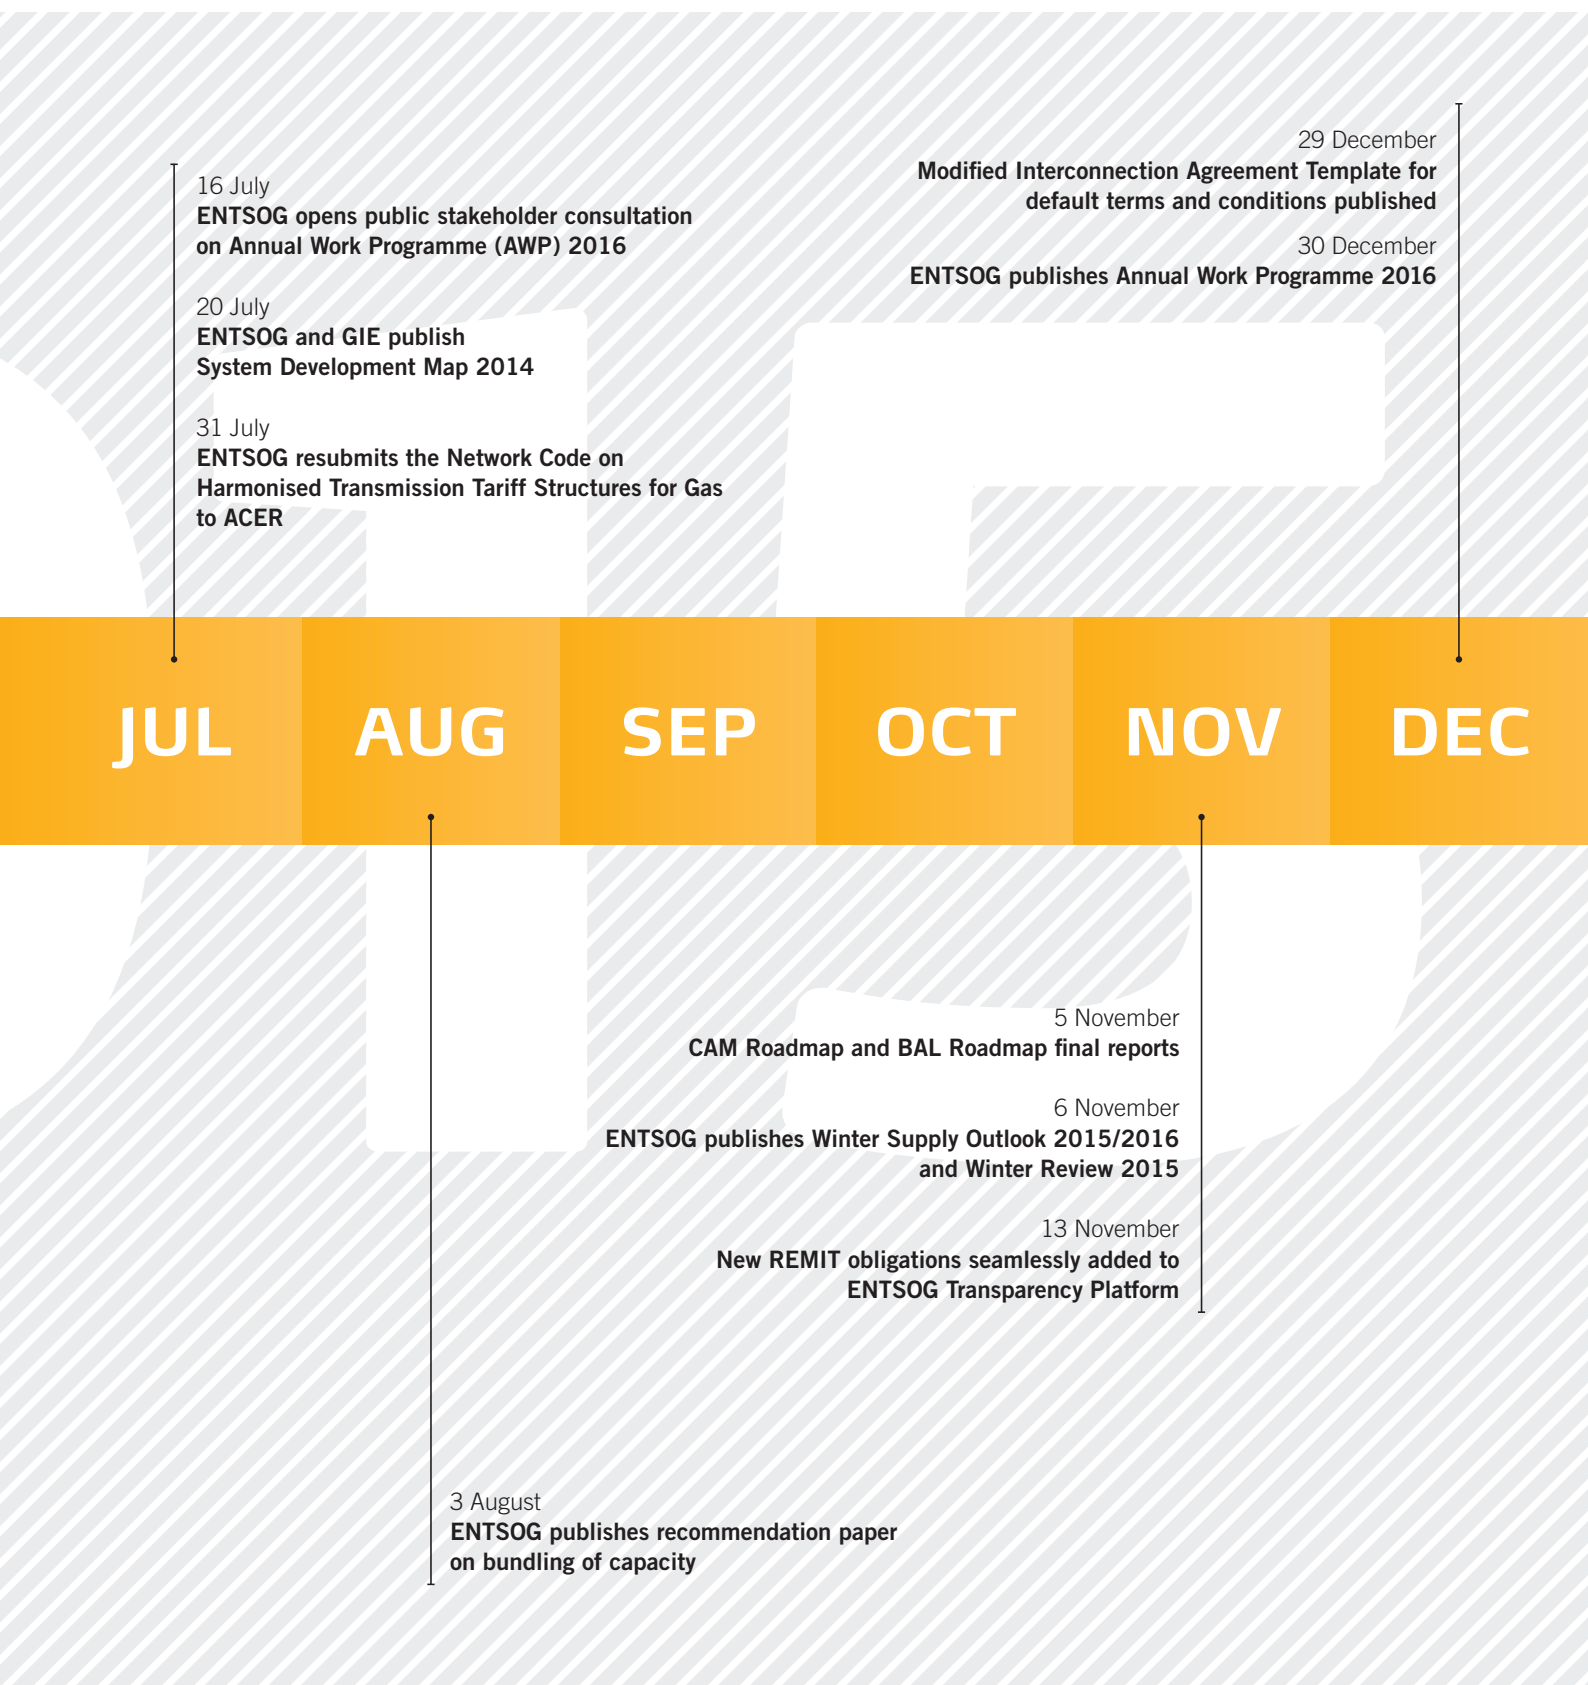 16 July
ENTSOG opens public stakeholder consultation
on Annual Work Programme (AWP) 2016
20 July
ENTSOG and GIE publish
System Development Map 2014
31 July
ENTSOG resubmits the Network Code on
Harmonised Transmission Tariff Structures for Gas
to ACER
29 December
Modified Interconnection Agreement Template for
default terms and conditions published
30 December
ENTSOG publishes Annual Work Programme 2016
JUL AUG SEP OCT NOV DEC
5 November
CAM Roadmap and BAL Roadmap final reports
6 November
ENTSOG publishes Winter Supply Outlook 2015/2016
and Winter Review 2015
13 November
New REMIT obligations seamlessly added to
ENTSOG Transparency Platform
3 August
ENTSOG publishes recommendation paper
on bundling of capacity